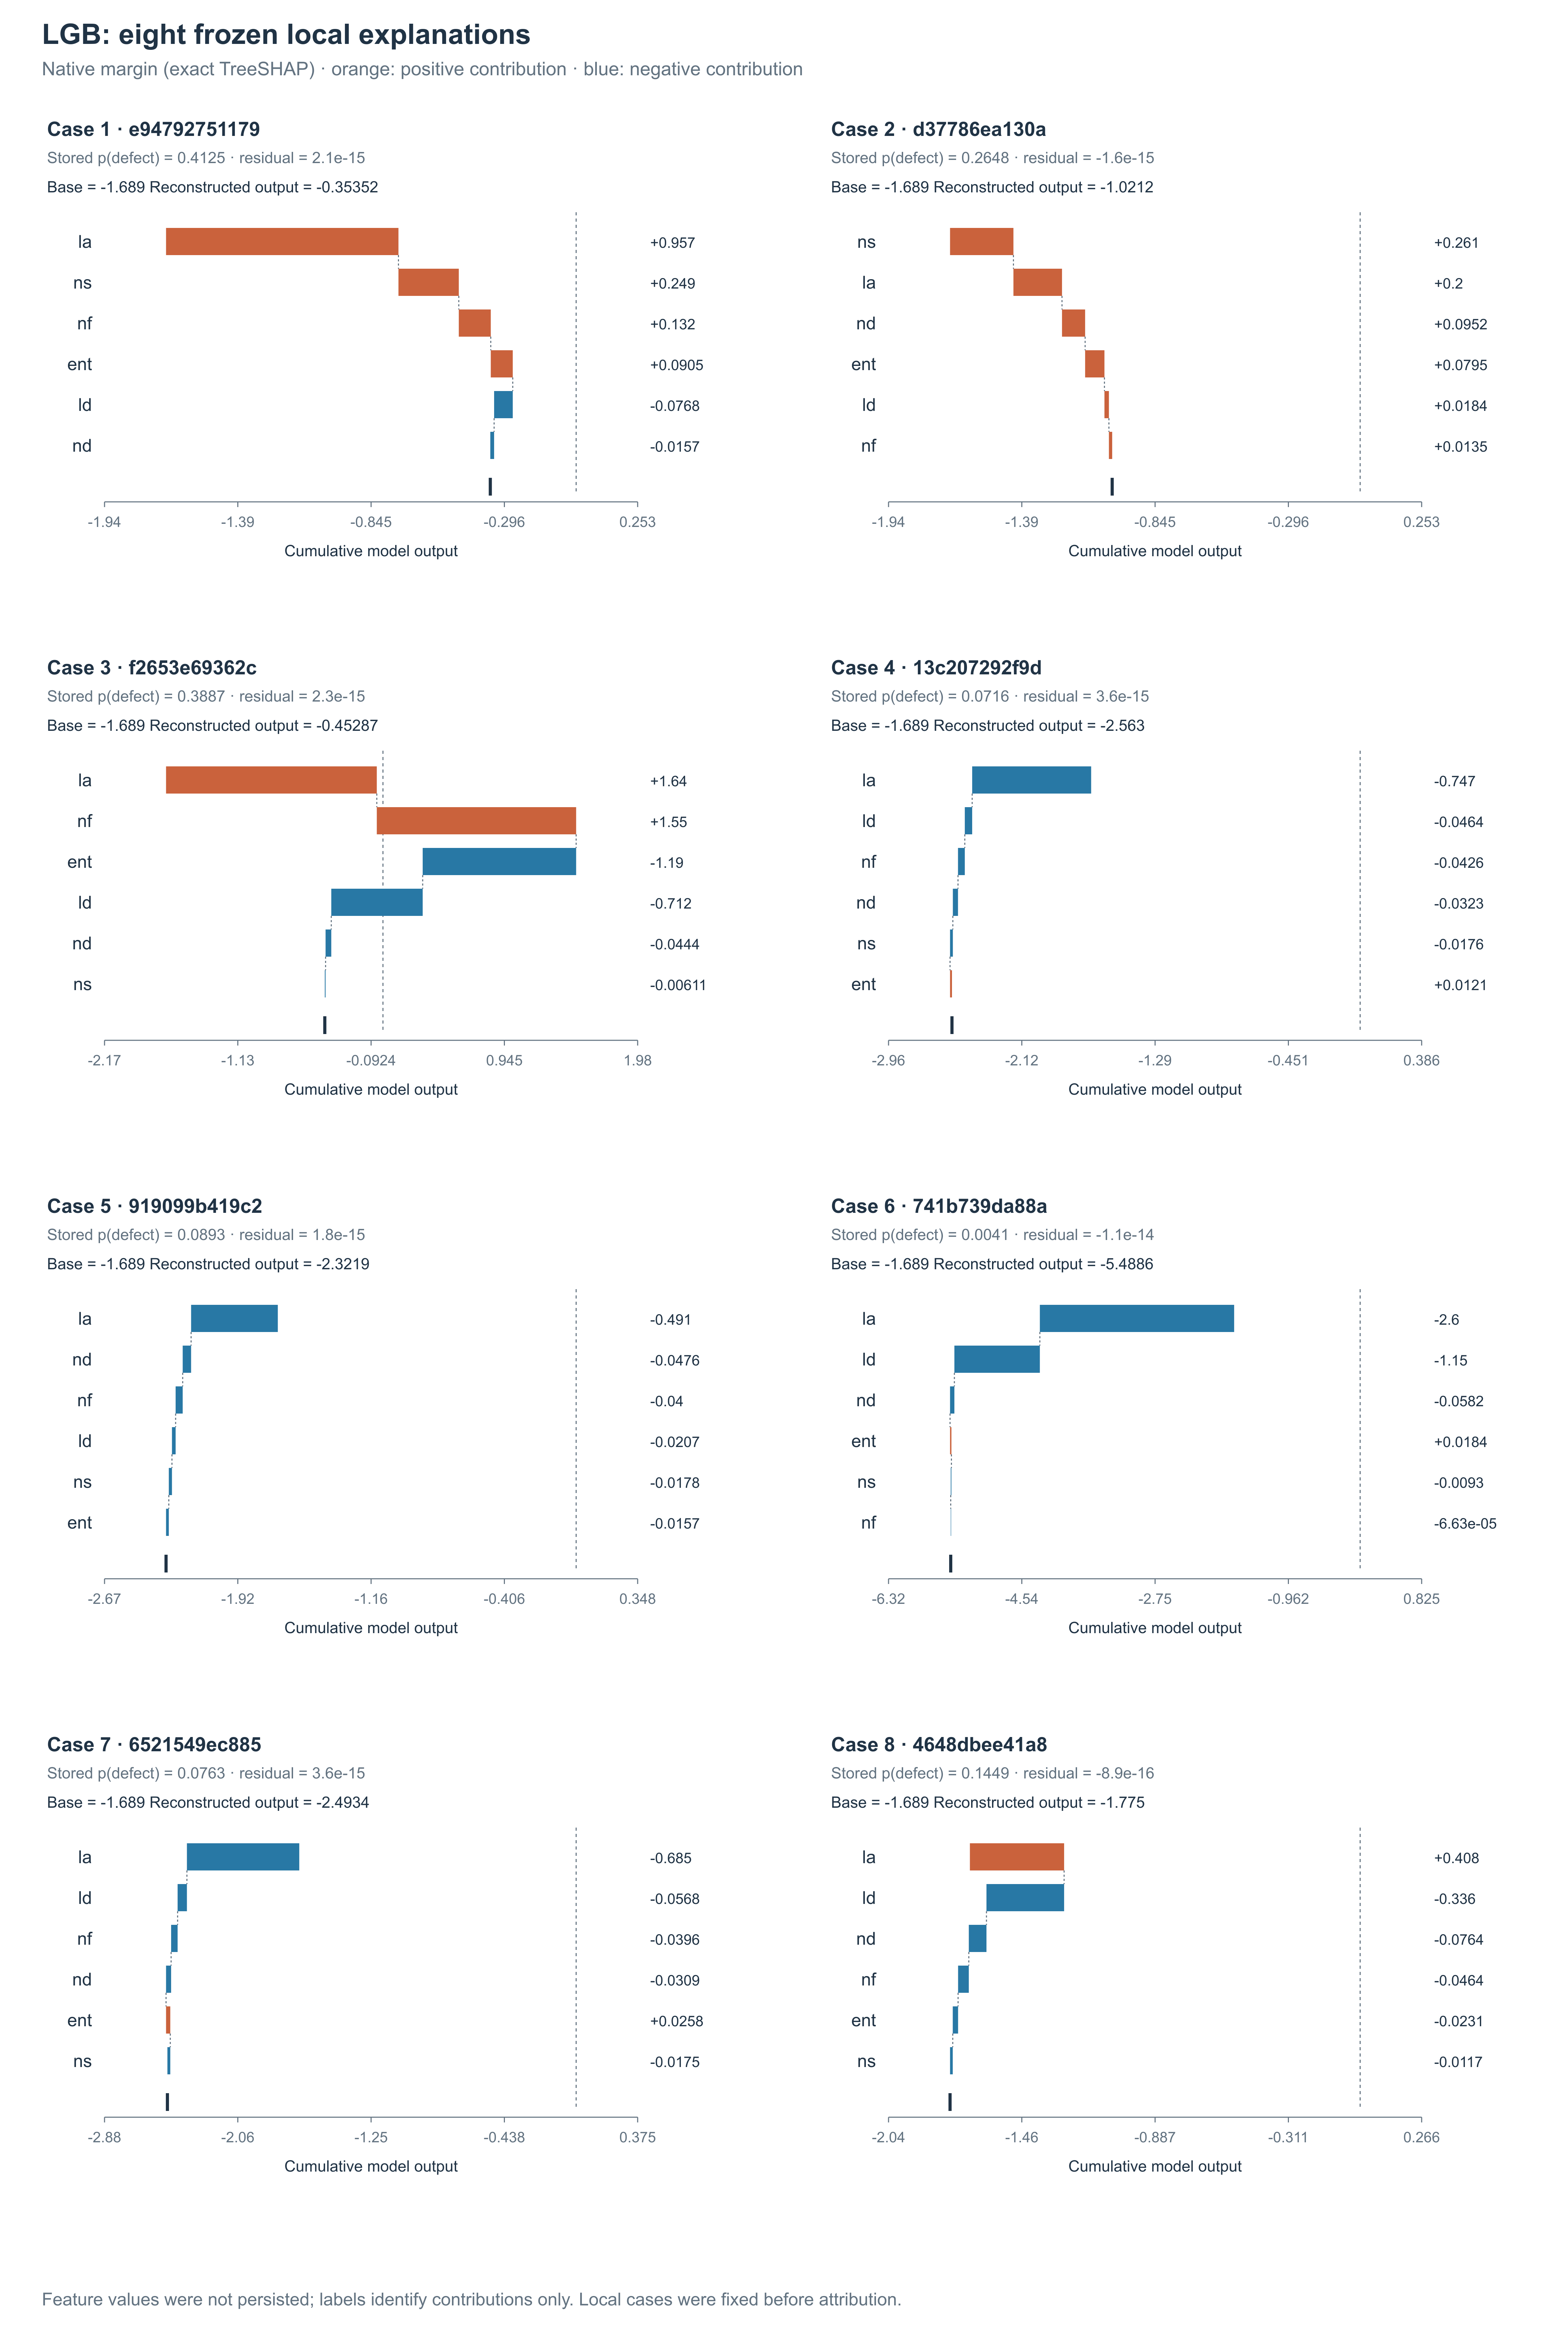 LGB: eight frozen local explanations
Native margin (exact TreeSHAP) · orange: positive contribution · blue: negative contribution
Case 1 · e94792751179
Stored p(defect) = 0.4125 · residual = 2.1e-15
Base = -1.689 Reconstructed output = -0.35352
la +0.957
ns +0.249
nf +0.132
ent +0.0905
ld -0.0768
nd -0.0157
-1.94 -1.39 -0.845 -0.296 0.253
Cumulative model output
Case 2 · d37786ea130a
Stored p(defect) = 0.2648 · residual = -1.6e-15
Base = -1.689 Reconstructed output = -1.0212
ns +0.261
la +0.2
nd +0.0952
ent +0.0795
ld +0.0184
nf +0.0135
-1.94 -1.39 -0.845 -0.296 0.253
Cumulative model output
Case 3 · f2653e69362c
Stored p(defect) = 0.3887 · residual = 2.3e-15
Base = -1.689 Reconstructed output = -0.45287
la +1.64
nf +1.55
ent -1.19
ld -0.712
nd -0.0444
ns -0.00611
-2.17 -1.13 -0.0924 0.945 1.98
Cumulative model output
Case 4 · 13c207292f9d
Stored p(defect) = 0.0716 · residual = 3.6e-15
Base = -1.689 Reconstructed output = -2.563
la -0.747
ld -0.0464
nf -0.0426
nd -0.0323
ns -0.0176
ent +0.0121
-2.96 -2.12 -1.29 -0.451 0.386
Cumulative model output
Case 5 · 919099b419c2
Stored p(defect) = 0.0893 · residual = 1.8e-15
Base = -1.689 Reconstructed output = -2.3219
la -0.491
nd -0.0476
nf -0.04
ld -0.0207
ns -0.0178
ent -0.0157
-2.67 -1.92 -1.16 -0.406 0.348
Cumulative model output
Case 6 · 741b739da88a
Stored p(defect) = 0.0041 · residual = -1.1e-14
Base = -1.689 Reconstructed output = -5.4886
la -2.6
ld -1.15
nd -0.0582
ent +0.0184
ns -0.0093
nf -6.63e-05
-6.32 -4.54 -2.75 -0.962 0.825
Cumulative model output
Case 7 · 6521549ec885
Stored p(defect) = 0.0763 · residual = 3.6e-15
Base = -1.689 Reconstructed output = -2.4934
la -0.685
ld -0.0568
nf -0.0396
nd -0.0309
ent +0.0258
ns -0.0175
-2.88 -2.06 -1.25 -0.438 0.375
Cumulative model output
Case 8 · 4648dbee41a8
Stored p(defect) = 0.1449 · residual = -8.9e-16
Base = -1.689 Reconstructed output = -1.775
la +0.408
ld -0.336
nd -0.0764
nf -0.0464
ent -0.0231
ns -0.0117
-2.04 -1.46 -0.887 -0.311 0.266
Cumulative model output
Feature values were not persisted; labels identify contributions only. Local cases were fixed before attribution.